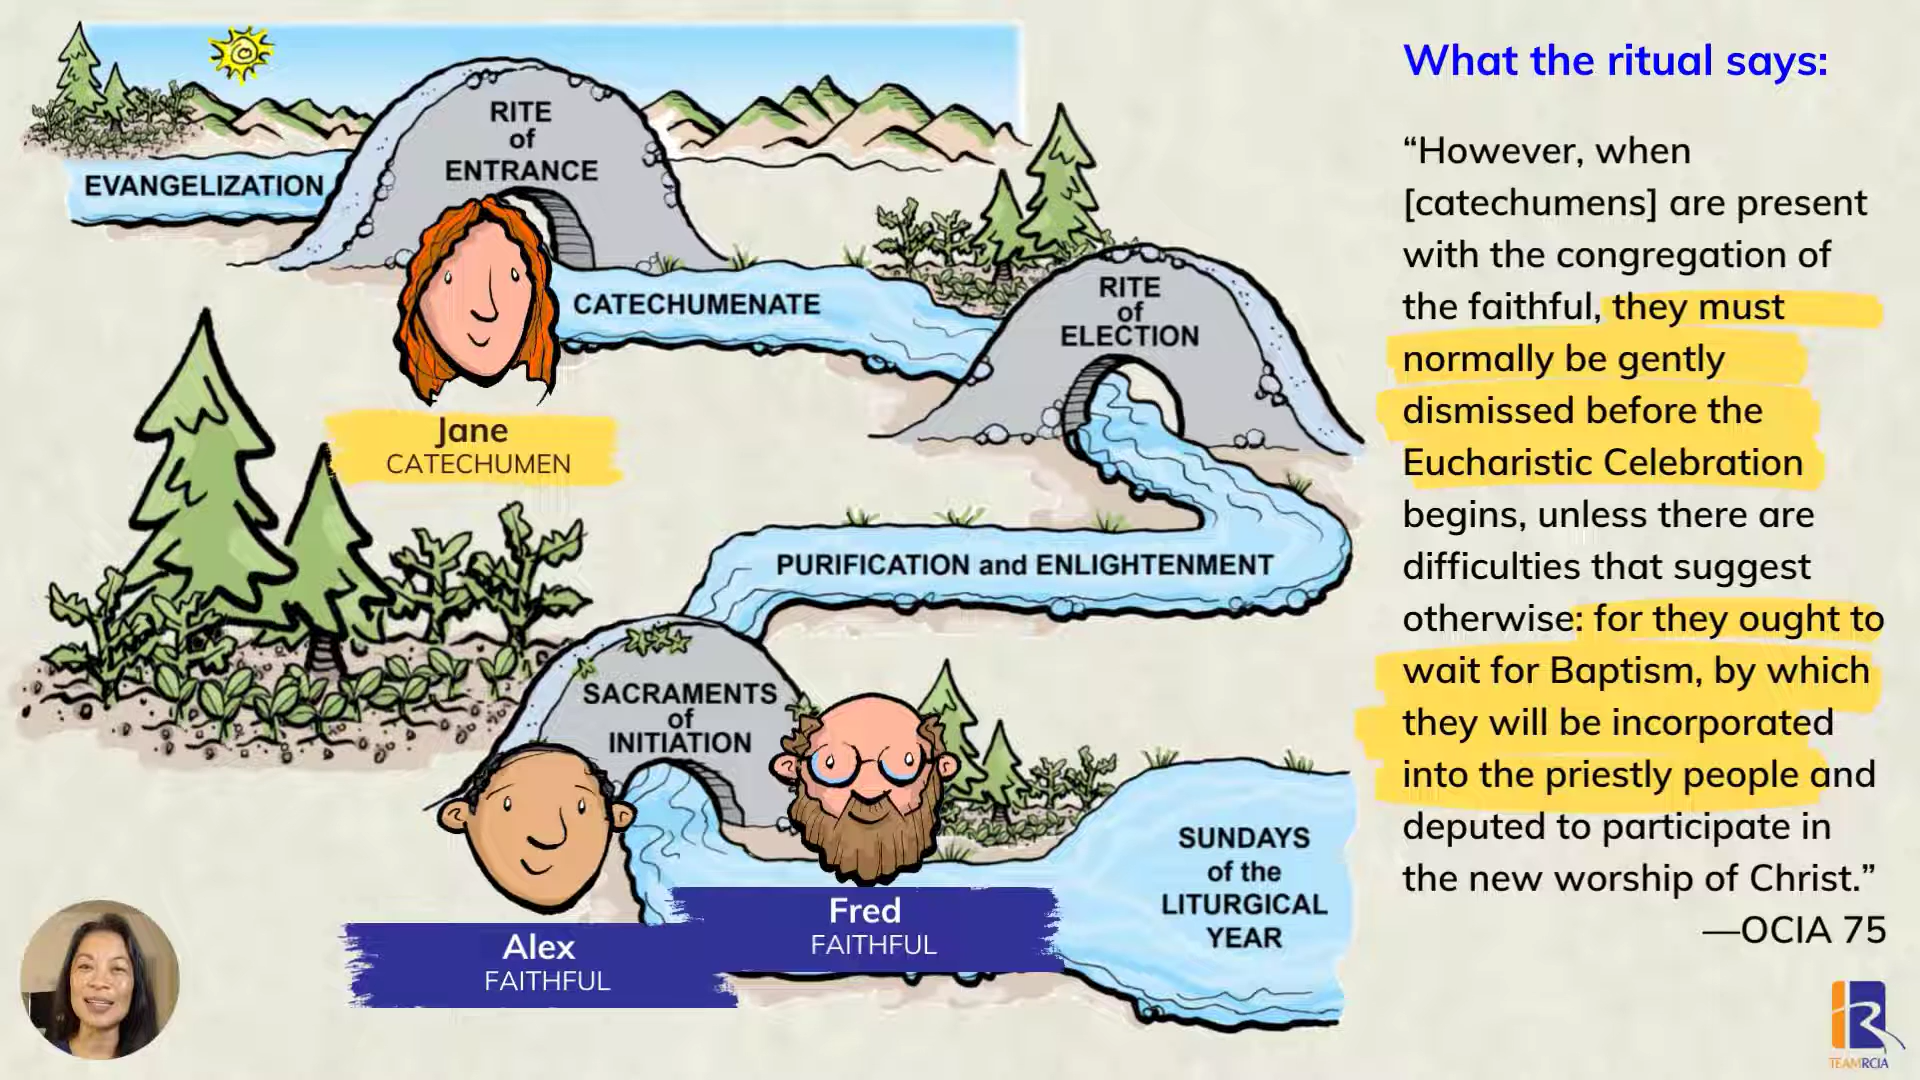 EVANGELIZATION
RITE
of
ENTRANCE
CATECHUMENATE
Jane
CATECHUMEN
RITE
of
ELECTION
PURIFICATION and ENLIGHTENMENT
SACRAMENTS
of
INITIATION
Alex
FAITHFUL
Fred
FAITHFUL
SUNDAYS
of the
LITURGICAL
YEAR
What the ritual says:
“However, when
[catechumens] are present
with the congregation of
the faithful, they must
normally be gently
dismissed before the
Eucharistic Celebration
begins, unless there are
difficulties that suggest
otherwise: for they ought to
wait for Baptism, by which
they will be incorporated
into the priestly people and
deputed to participate in
the new worship of Christ.”
—OCIA 75
TEAMRCIA